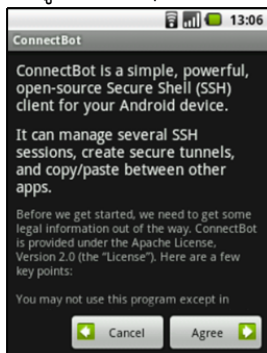 13:06
ConnectBot
ConnectBot is a simple, powerful,
open-source Secure Shell (SSH)
client for your Android device.
It can manage several SSH
sessions, create secure tunnels,
and copy/paste between other
apps.
Before we get started, we need to get some
legal information out of the way. ConnectBot
is provided under the Apache License,
Version 2.0 (the “License”). Here are a few
key points:
You may not use this program except in
Cancel
Agree